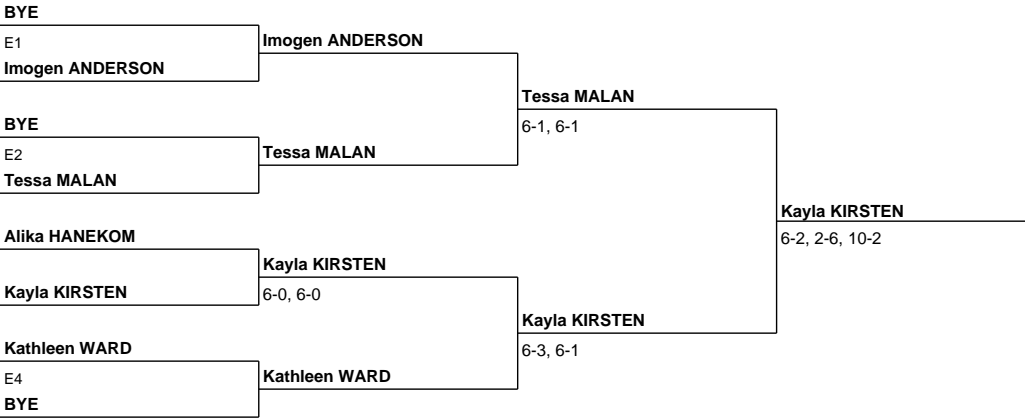 BYE
E1
Imogen ANDERSON
BYE
E2
Tessa MALAN
Alika HANEKOM
Kayla KIRSTEN
Kathleen WARD
E4
BYE
Imogen ANDERSON
Tessa MALAN
Kayla KIRSTEN
6-0, 6-0
Kathleen WARD
Tessa MALAN
6-1, 6-1
Kayla KIRSTEN
6-3, 6-1
Kayla KIRSTEN
6-2, 2-6, 10-2